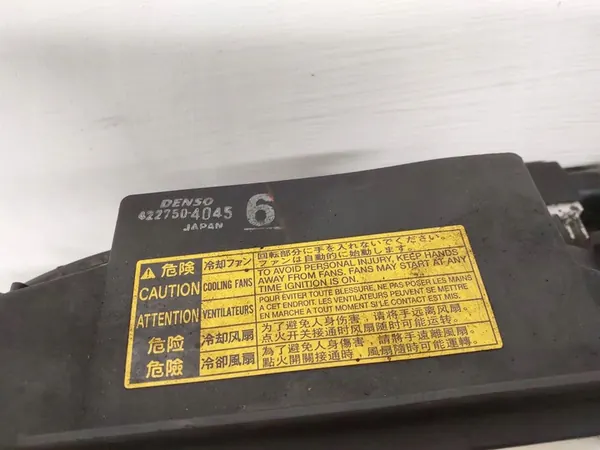 DENSO
422750-4045 6
JAPAN
危険 冷却ファン 回転部分に手を入れないでください。
ファンは自動的に始動します。
CAUTION COOLING FANS TO AVOID PERSONAL INJURY, KEEP HANDS
AWAY FROM FANS. FANS MAY START AT ANY
TIME IGNITION IS ON.
ATTENTION VENTILATEURS POUR EVITER TOUTE BLESSURE, NE PAS POSER LES MAINS
A CET ENDROIT. LES VENTILATEURS PEUVENT SE METTRE
EN MARCHE A TOUT MOMENT SI LE CONTACT EST MIS.
危险 冷却风扇 为了避免人身伤害，请将手远离风扇
点火开关接通时风扇随时可能运转。
危險 冷卻風扇 為了避免人身傷害，請將手遠離風扇
點火開關接通時，風扇隨時可能運轉。